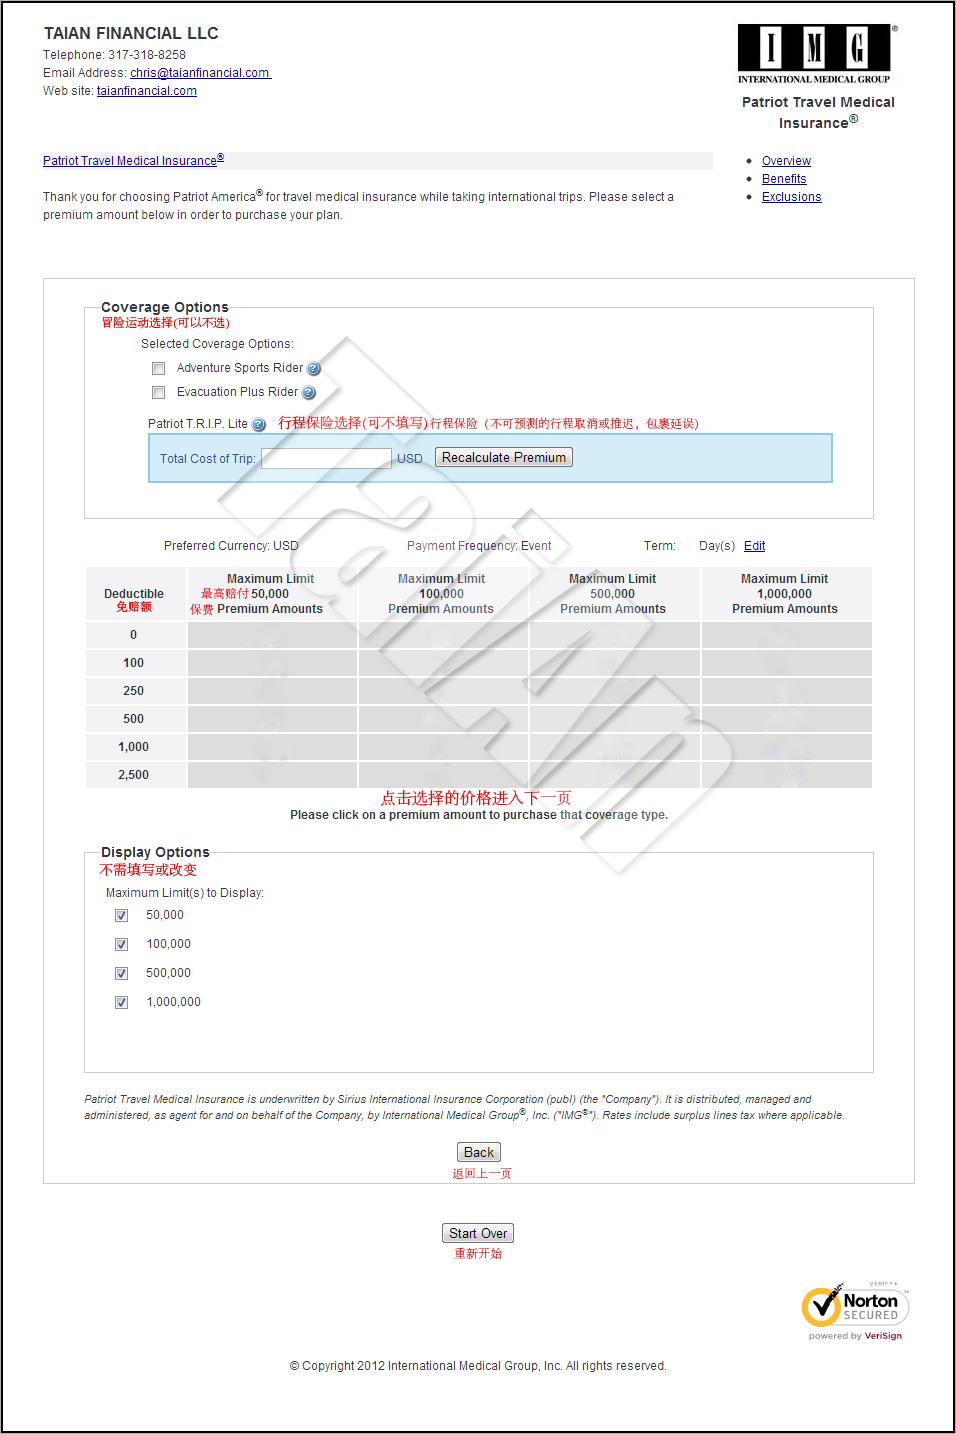 TAIAN FINANCIAL LLC
Telephone: 317-318-8258
Email Address: chris@taianfinancial.com
Web site: taianfinancial.com
IMG®
INTERNATIONAL MEDICAL GROUP
Patriot Travel Medical
Insurance®
Patriot Travel Medical Insurance®
Overview
Benefits
Exclusions
Thank you for choosing Patriot America® for travel medical insurance while taking international trips. Please select a
premium amount below in order to purchase your plan.
Coverage Options
冒险运动选择(可以不选)
Selected Coverage Options:
Adventure Sports Rider ?
Evacuation Plus Rider ?
Patriot T.R.I.P. Lite ? 行程保险选择(可不填写)行程保险（不可预测的行程取消或推迟，包裹延误）
Total Cost of Trip: USD Recalculate Premium
Preferred Currency: USD Payment Frequency: Event Term: Day(s) Edit
Deductible
免赔额
Maximum Limit
最高赔付 50,000
保费 Premium Amounts
Maximum Limit
100,000
Premium Amounts
Maximum Limit
500,000
Premium Amounts
Maximum Limit
1,000,000
Premium Amounts
0
100
250
500
1,000
2,500
TaiAn
点击选择的价格进入下一页
Please click on a premium amount to purchase that coverage type.
Display Options
不需填写或改变
Maximum Limit(s) to Display:
50,000
100,000
500,000
1,000,000
Patriot Travel Medical Insurance is underwritten by Sirius International Insurance Corporation (publ) (the "Company"). It is distributed, managed and
administered, as agent for and on behalf of the Company, by International Medical Group®, Inc. ("IMG®"). Rates include surplus lines tax where applicable.
Back
返回上一页
Start Over
重新开始
VERIFY
Norton
SECURED
powered by VeriSign
© Copyright 2012 International Medical Group, Inc. All rights reserved.